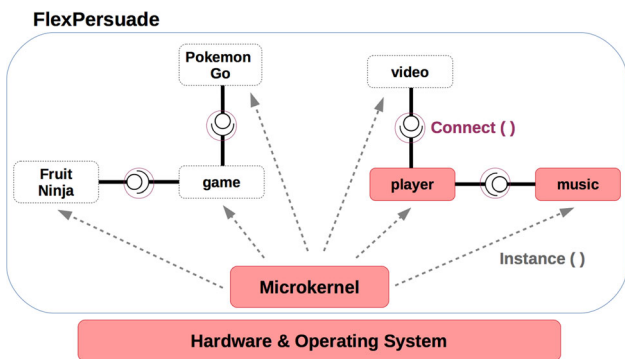 FlexPersuade
Pokemon
Go
video
Connect ( )
Fruit
Ninja
game
player
music
Instance ( )
Microkernel
Hardware & Operating System